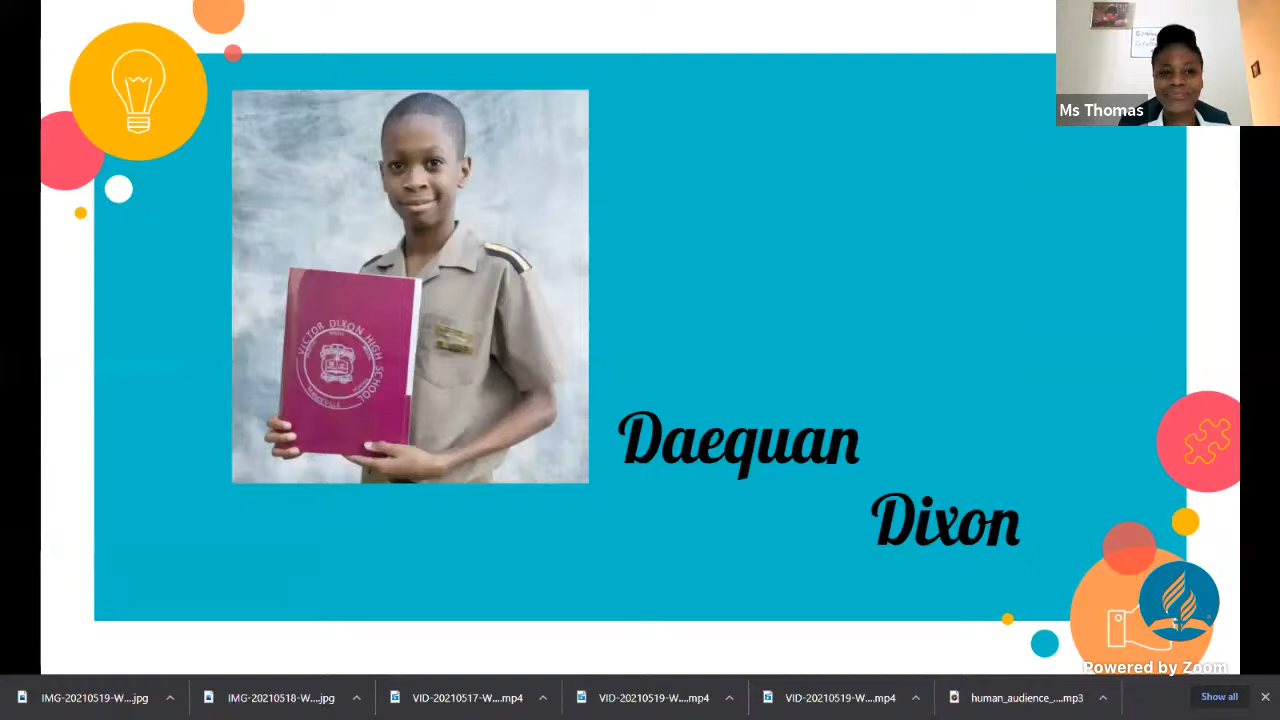 Ms Thomas
VICTOR DIXON HIGH SCHOOL
Daequan
Dixon
Powered by Zoom
IMG-20210519-W....jpg
IMG-20210518-W....jpg
VID-20210517-W....mp4
VID-20210519-W....mp4
VID-20210519-W....mp4
human_audience_....mp3
Show all